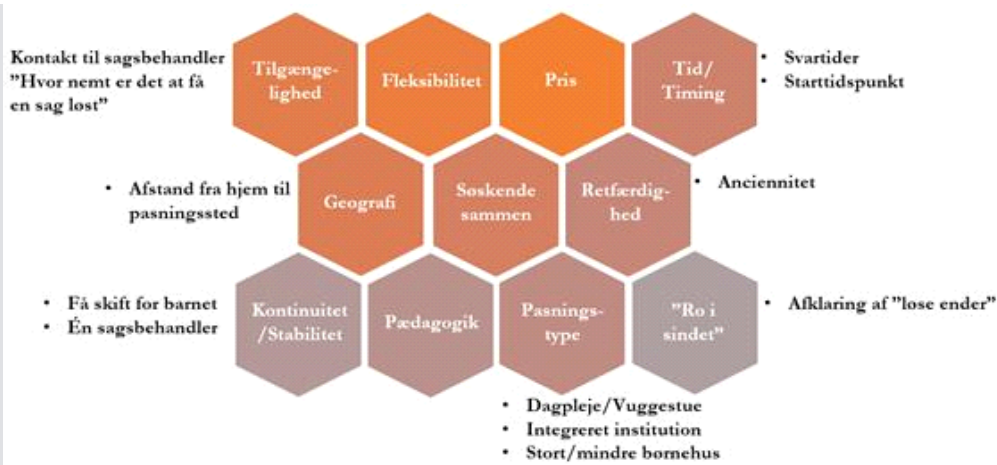 Kontakt til sagsbehandler
"Hvor nemt er det at få
en sag løst"
Tilgænge-
lighed
Fleksibilitet
Pris
Tid/
Timing
• Svartider
• Starttidspunkt
• Afstand fra hjem til
pasningssted
Geografi
Søskende
sammen
Retfærdig-
hed
• Anciennitet
• Få skift for barnet
• Én sagsbehandler
Kontinuitet
/Stabilitet
Pædagogik
Pasnings-
type
"Ro i
sindet"
• Afklaring af "løse ender"
• Dagpleje/Vuggestue
• Integreret institution
• Stort/mindre børnehus